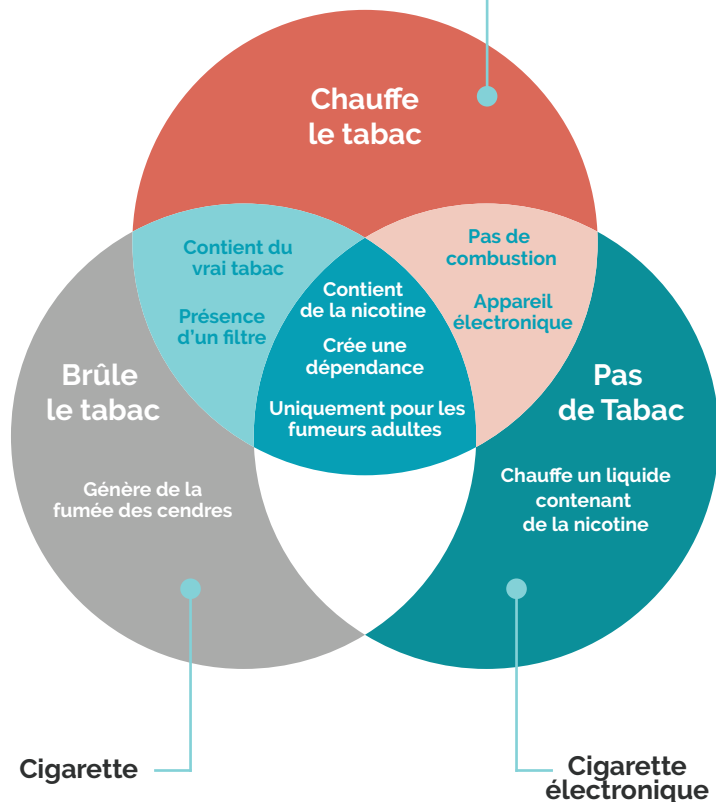 Chauffe
le tabac
Contient du
vrai tabac
Présence
d'un filtre
Pas de
combustion
Appareil
électronique
Contient
de la nicotine
Crée une
dépendance
Uniquement pour les
fumeurs adultes
Brûle
le tabac
Génère de la
fumée des cendres
Pas
de Tabac
Chauffe un liquide
contenant
de la nicotine
Cigarette
Cigarette
électronique